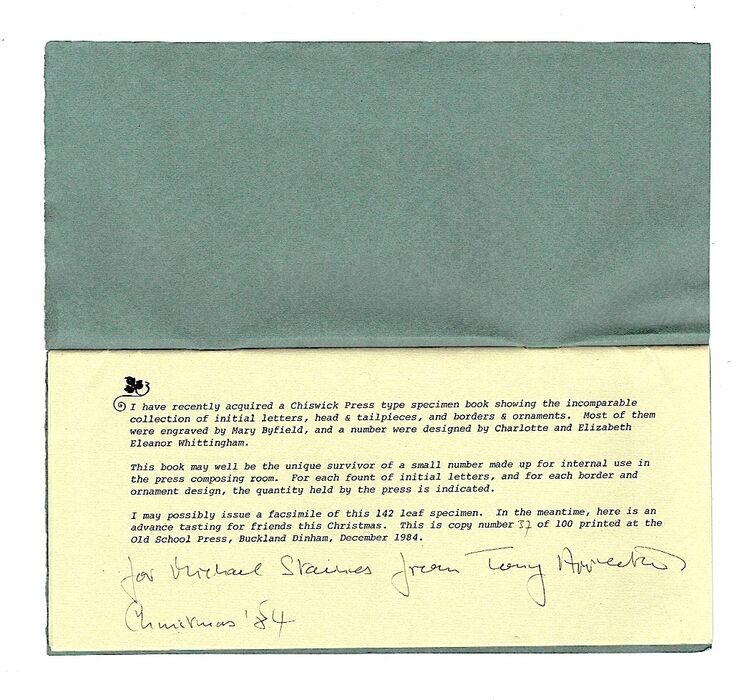 I have recently acquired a Chiswick Press type specimen book showing the incomparable
collection of initial letters, head & tailpieces, and borders & ornaments. Most of them
were engraved by Mary Byfield, and a number were designed by Charlotte and Elizabeth
Eleanor Whittingham.
This book may well be the unique survivor of a small number made up for internal use in
the press composing room. For each fount of initial letters, and for each border and
ornament design, the quantity held by the press is indicated.
I may possibly issue a facsimile of this 142 leaf specimen. In the meantime, here is an
advance tasting for friends this Christmas. This is copy number 37 of 100 printed at the
Old School Press, Buckland Dinham, December 1984.
for Michael Staines from Tony
Christmas '84